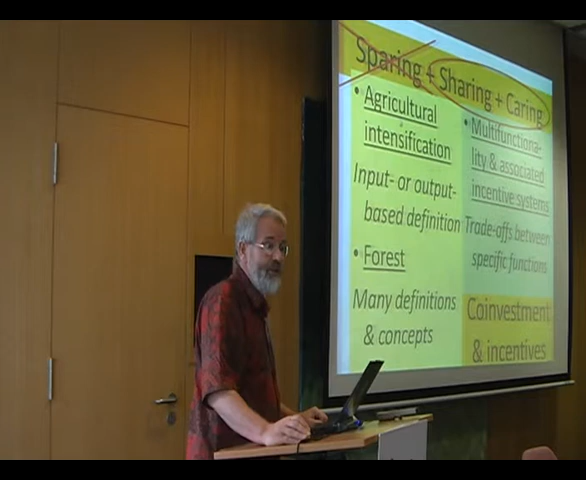 Sparing + Sharing + Caring
• Agricultural
intensification
Input- or output-
based definition
• Forest
Many definitions
& concepts
• Multifunctiona-
lity & associated
incentive systems
Trade-offs between
specific functions
Coinvestment
& incentives